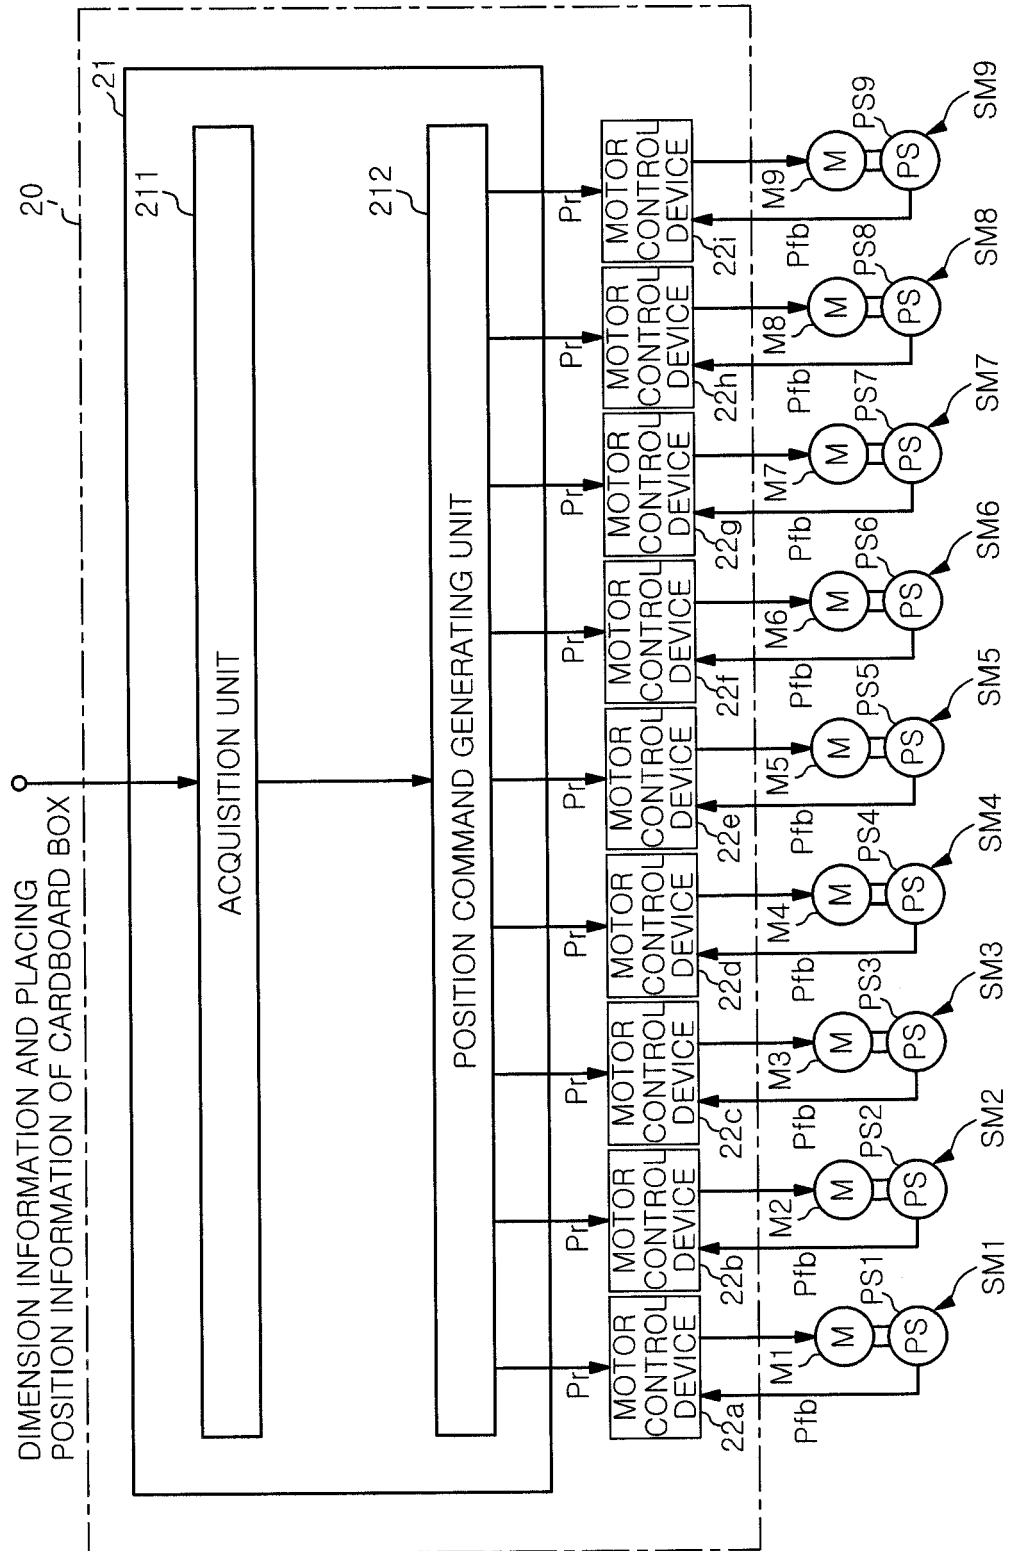 DIMENSION INFORMATION AND PLACING
POSITION INFORMATION OF CARDBOARD BOX
20
21
211
ACQUISITION UNIT
212
POSITION COMMAND GENERATING UNIT
Pr
Pr
Pr
Pr
Pr
Pr
Pr
Pr
Pr
MOTOR
CONTROL
DEVICE
MOTOR
CONTROL
DEVICE
MOTOR
CONTROL
DEVICE
MOTOR
CONTROL
DEVICE
MOTOR
CONTROL
DEVICE
MOTOR
CONTROL
DEVICE
MOTOR
CONTROL
DEVICE
MOTOR
CONTROL
DEVICE
MOTOR
CONTROL
DEVICE
22a
22b
22c
22d
22e
22f
22g
22h
22i
M1
M2
M3
M4
M5
M6
M7
M8
M9
M
M
M
M
M
M
M
M
M
Pfb
Pfb
Pfb
Pfb
Pfb
Pfb
Pfb
Pfb
Pfb
PS1
PS2
PS3
PS4
PS5
PS6
PS7
PS8
PS9
PS
PS
PS
PS
PS
PS
PS
PS
PS
SM1
SM2
SM3
SM4
SM5
SM6
SM7
SM8
SM9